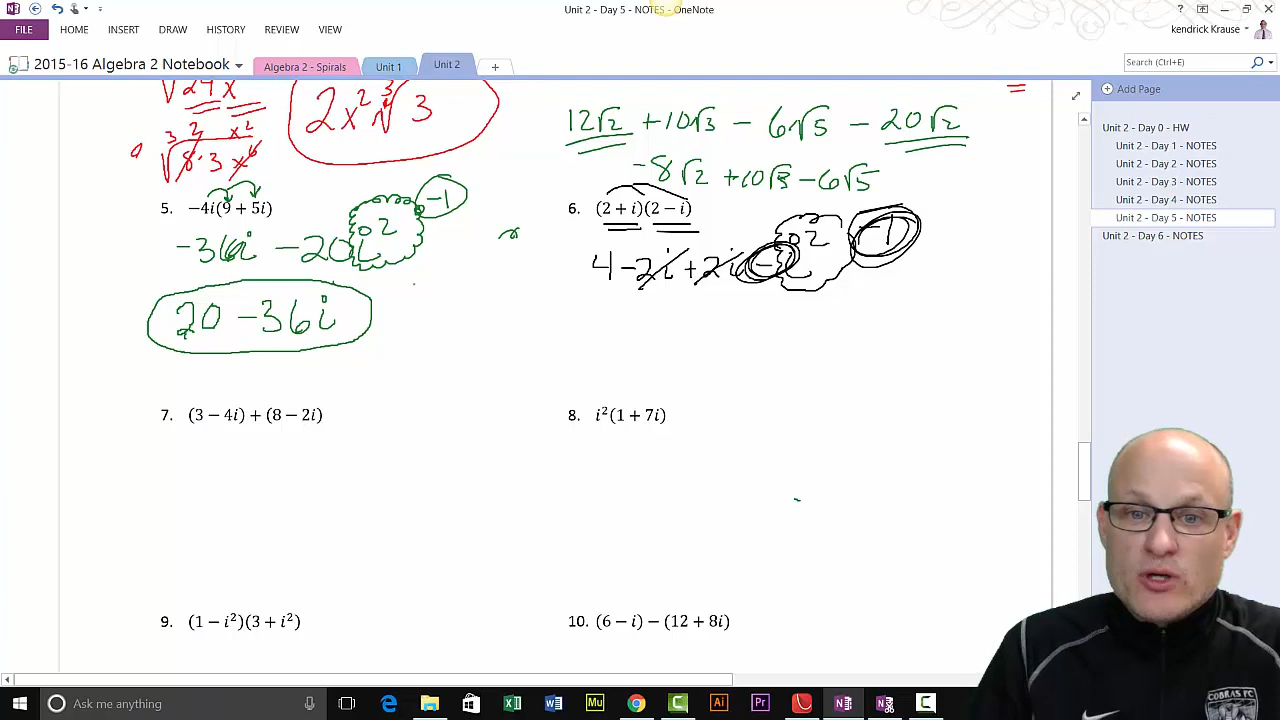 Unit 2 - Day 5 - NOTES - OneNote
FILE HOME INSERT DRAW HISTORY REVIEW VIEW
kendrick Krause
2015-16 Algebra 2 Notebook
Algebra 2 - Spirals Unit 1 Unit 2 +
Search (Ctrl+E)
Add Page
Unit 2 - Day 0 - HW
Unit 2 - Day 1 - NOTES
Unit 2 - Day 2 - NOTES
Unit 2 - Day 3 - NOTES
Unit 2 - Day 4 - NOTES
Unit 2 - Day 5 - NOTES
Unit 2 - Day 6 - NOTES
2x² ³√3
12√2 + 10√3 - 6√5 - 20√2
-8√2 + 10√3 - 6√5
5. −4i(9 + 5i)
-1
-36i - 20i²
20 - 36i
6. (2 + i)(2 − i)
-1
4 - 2i + 2i - i²
7. (3 − 4i) + (8 − 2i)
8. i²(1 + 7i)
9. (1 − i²)(3 + i²)
10. (6 − i) − (12 + 8i)
Ask me anything
COBRAS FC